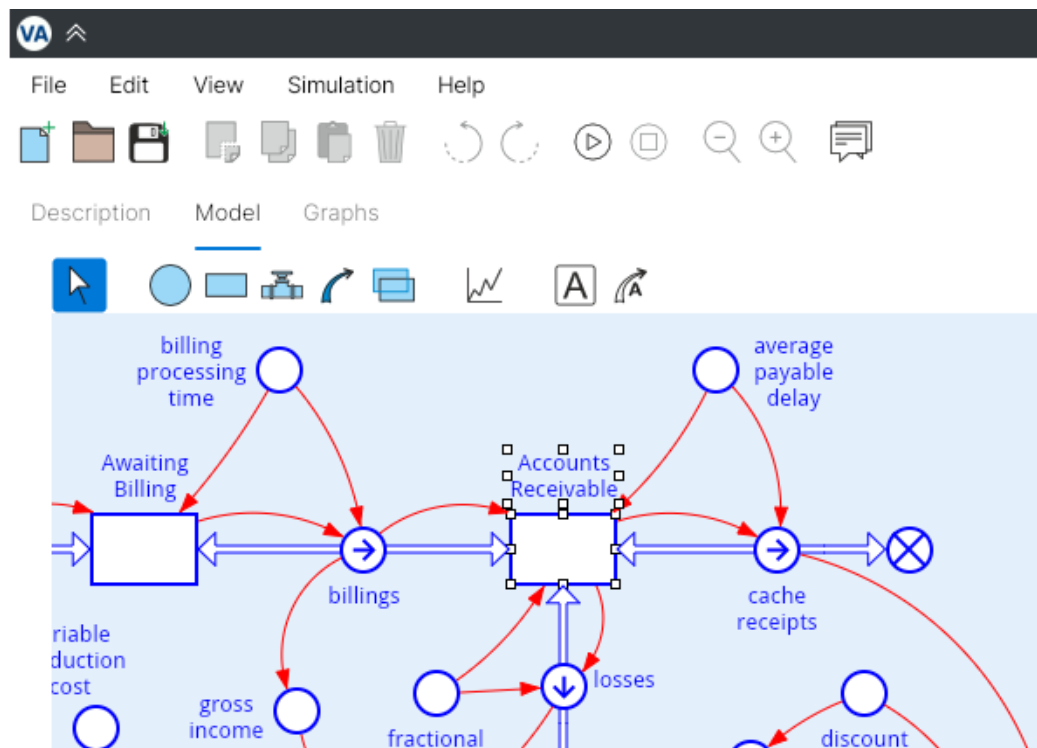 VA
File Edit View Simulation Help
Description Model Graphs
A
A
billing
processing
time
average
payable
delay
Awaiting
Billing
Accounts
Receivable
billings
cache
receipts
riable
duction
cost
gross
income
losses
fractional
discount